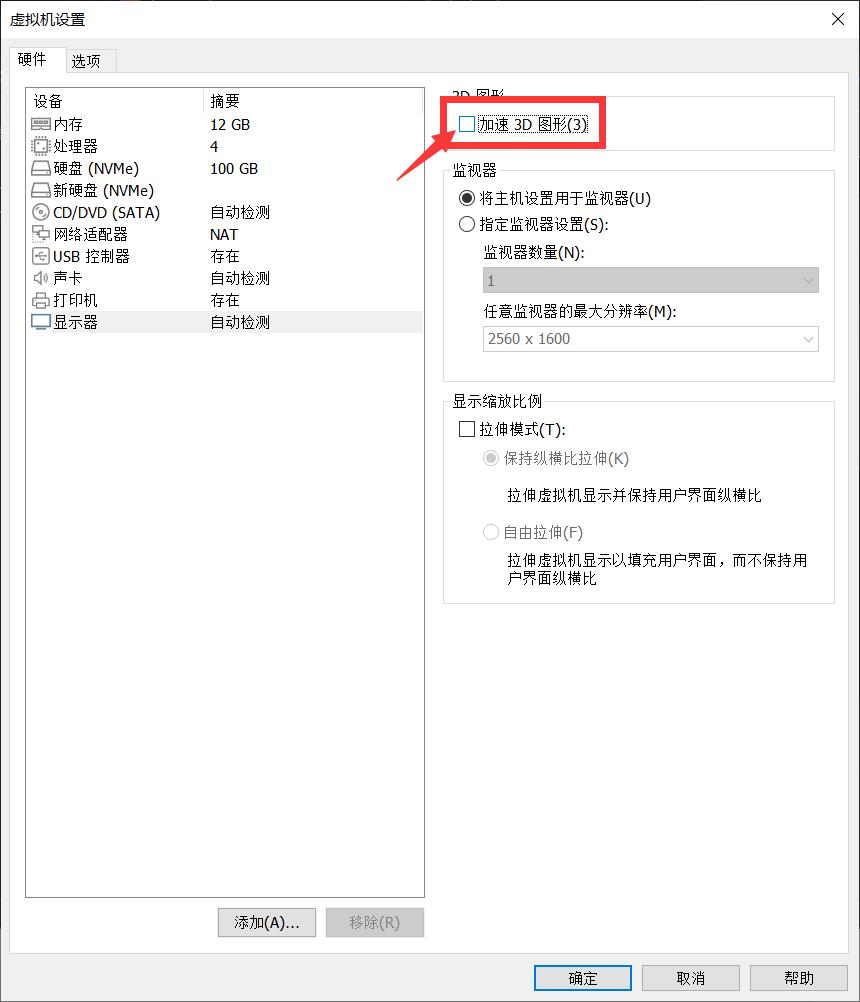 虚拟机设置
硬件 选项
设备 摘要
内存 12 GB
处理器 4
硬盘 (NVMe) 100 GB
新硬盘 (NVMe)
CD/DVD (SATA) 自动检测
网络适配器 NAT
USB 控制器 存在
声卡 自动检测
打印机 存在
显示器 自动检测
添加(A)... 移除(R)
3D 图形
加速 3D 图形(3)
监视器
将主机设置用于监视器(U)
指定监视器设置(S):
监视器数量(N):
1
任意监视器的最大分辨率(M):
2560 x 1600
显示缩放比例
拉伸模式(T):
保持纵横比拉伸(K)
拉伸虚拟机显示并保持用户界面纵横比
自由拉伸(F)
拉伸虚拟机显示以填充用户界面，而不保持用
户界面纵横比
确定 取消 帮助